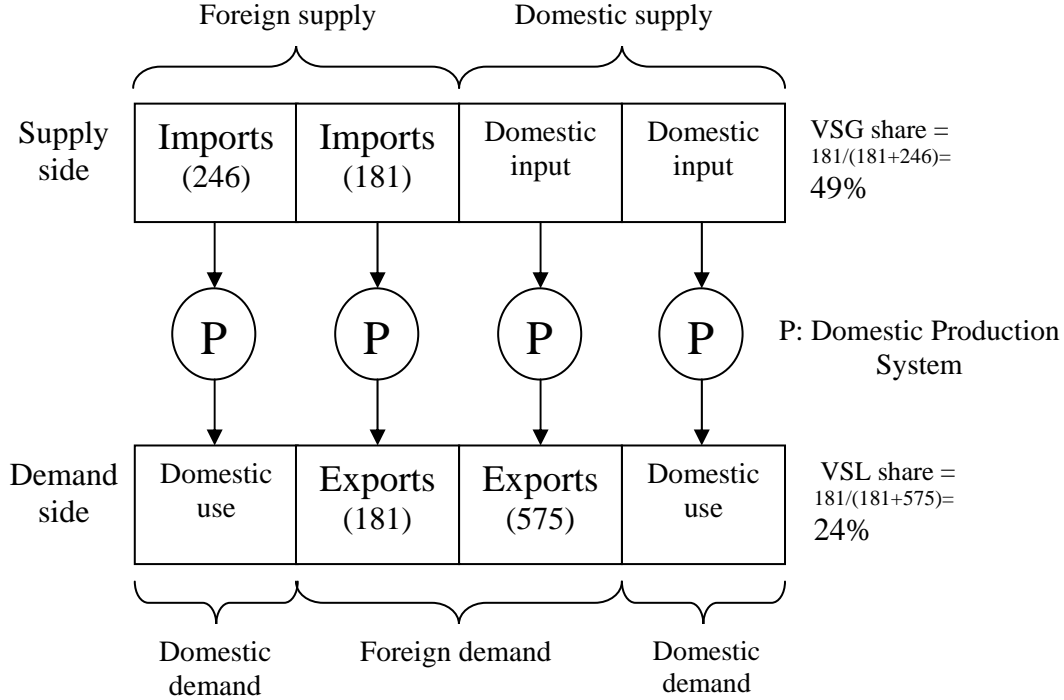 Foreign supply
Domestic supply
Supply
side
Imports
(246)
Imports
(181)
Domestic
input
Domestic
input
VSG share =
181/(181+246)=
49%
P
P
P
P
P: Domestic Production
System
Demand
side
Domestic
use
Exports
(181)
Exports
(575)
Domestic
use
VSL share =
181/(181+575)=
24%
Domestic
demand
Foreign demand
Domestic
demand